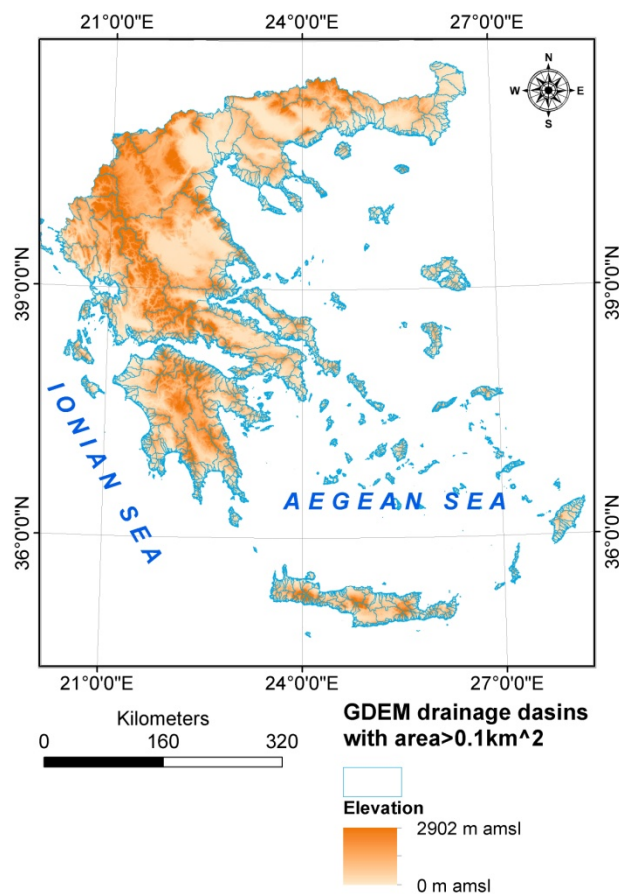 21°0'0"E 24°0'0"E 27°0'0"E
N
W E
S
39°0'0"N 39°0'0"N
IONIAN SEA
AEGEAN SEA
36°0'0"N 36°0'0"N
21°0'0"E 24°0'0"E 27°0'0"E
Kilometers
0 160 320
GDEM drainage dasins
with area>0.1km^2
Elevation
2902 m amsl
0 m amsl